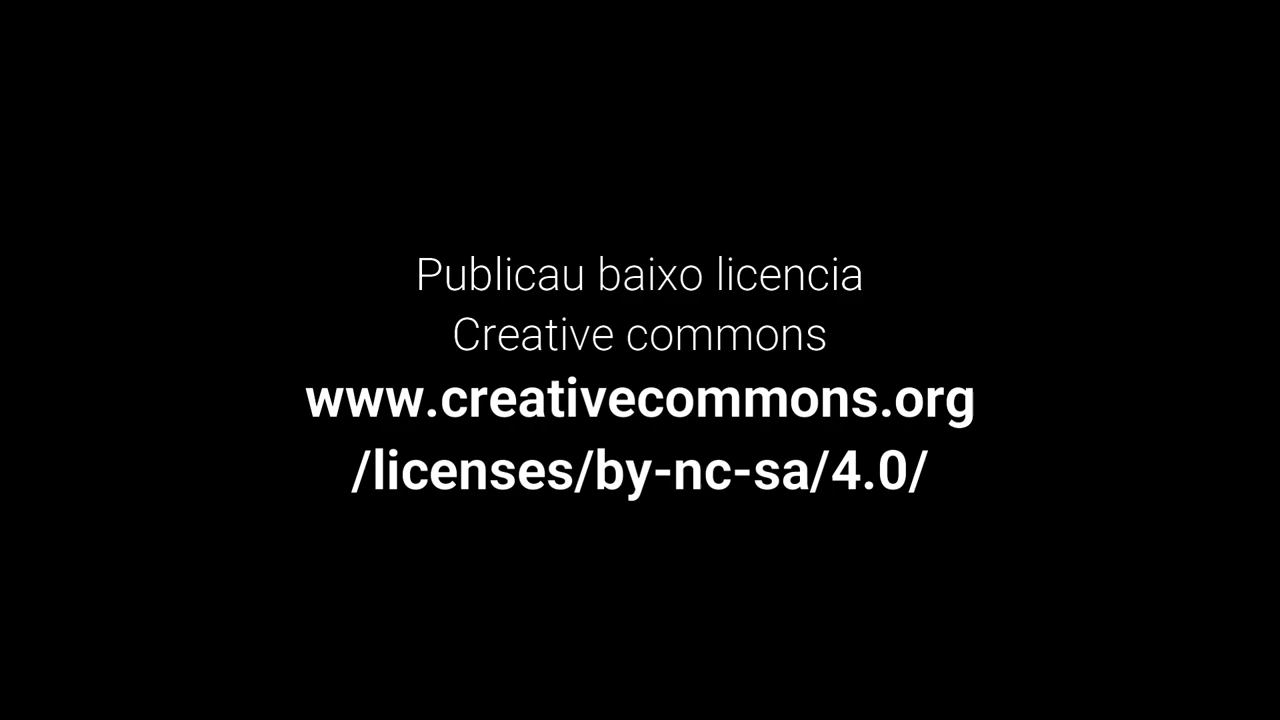 Publicau baixo licencia
Creative commons
www.creativecommons.org
/licenses/by-nc-sa/4.0/